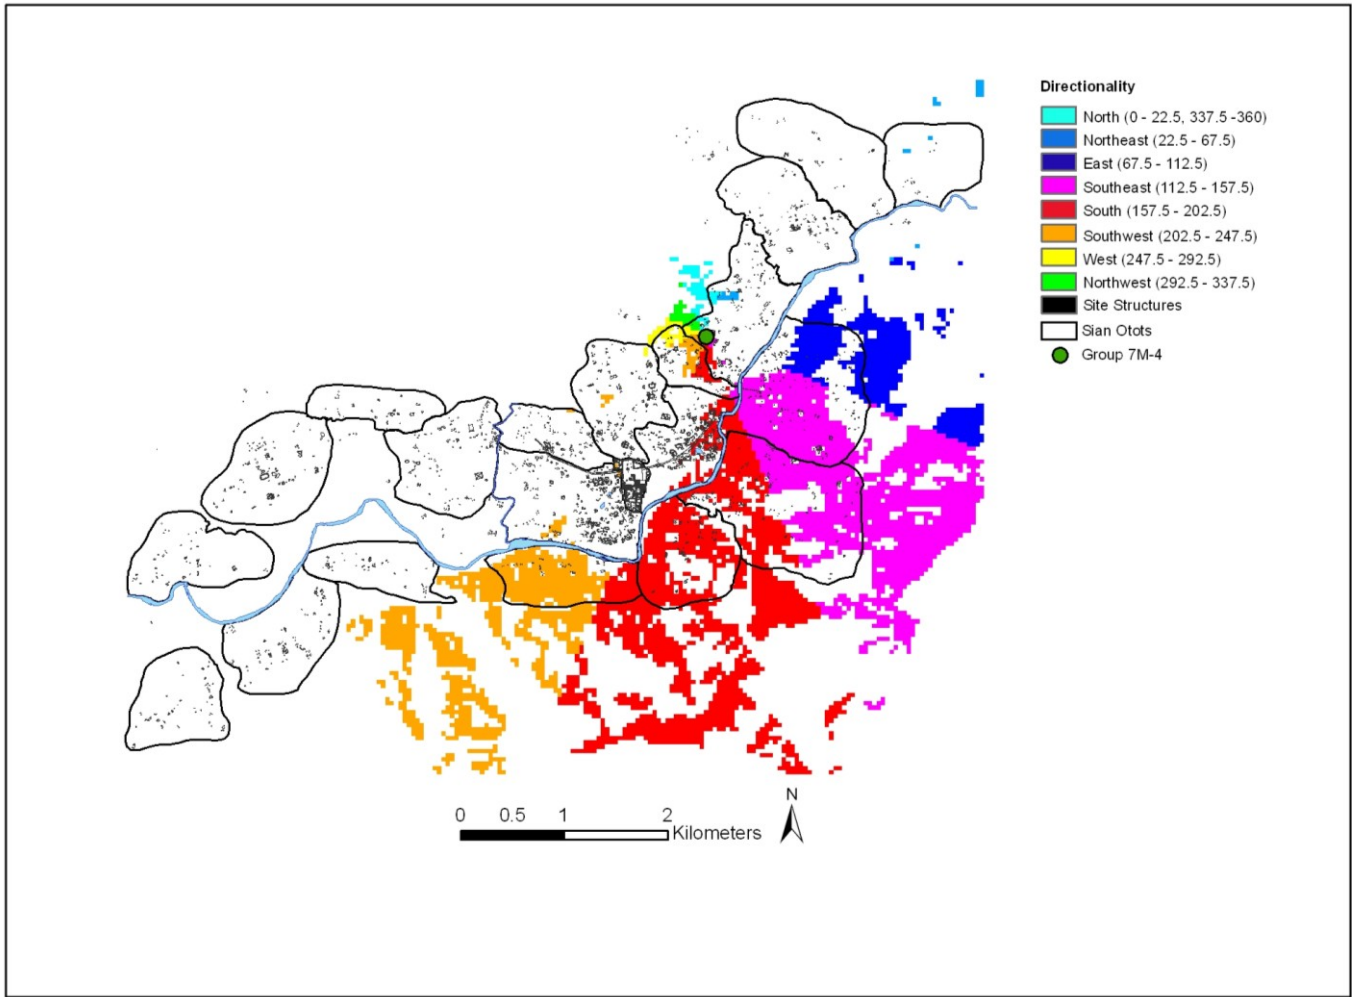 Directionality
North (0 - 22.5, 337.5 -360)
Northeast (22.5 - 67.5)
East (67.5 - 112.5)
Southeast (112.5 - 157.5)
South (157.5 - 202.5)
Southwest (202.5 - 247.5)
West (247.5 - 292.5)
Northwest (292.5 - 337.5)
Site Structures
Sian Otots
Group 7M-4
N
0 0.5 1 2
Kilometers